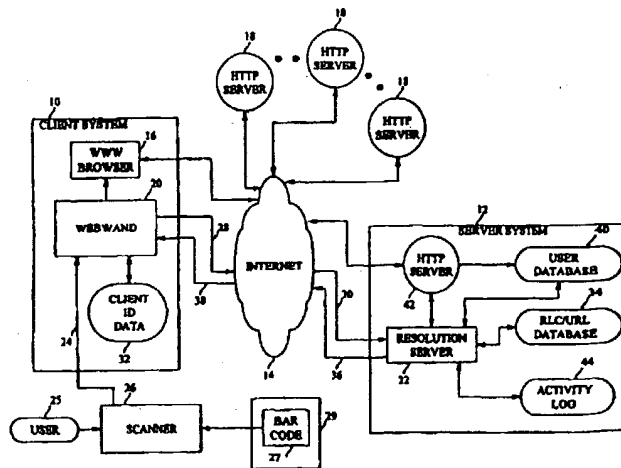 18
18
HTTP
SERVER
HTTP
SERVER
18
HTTP
SERVER
10
CLIENT SYSTEM
16
WWW
BROWSER
20
WEBWAND
28
38
24
CLIENT
ID DATA
32
INTERNET
14
12
SERVER SYSTEM
40
HTTP
SERVER
42
USER
DATABASE
30
34
RESOLUTION
SERVER
22
RLC/URL
DATABASE
36
44
ACTIVITY
LOG
25
USER
26
SCANNER
BAR
CODE
27
29